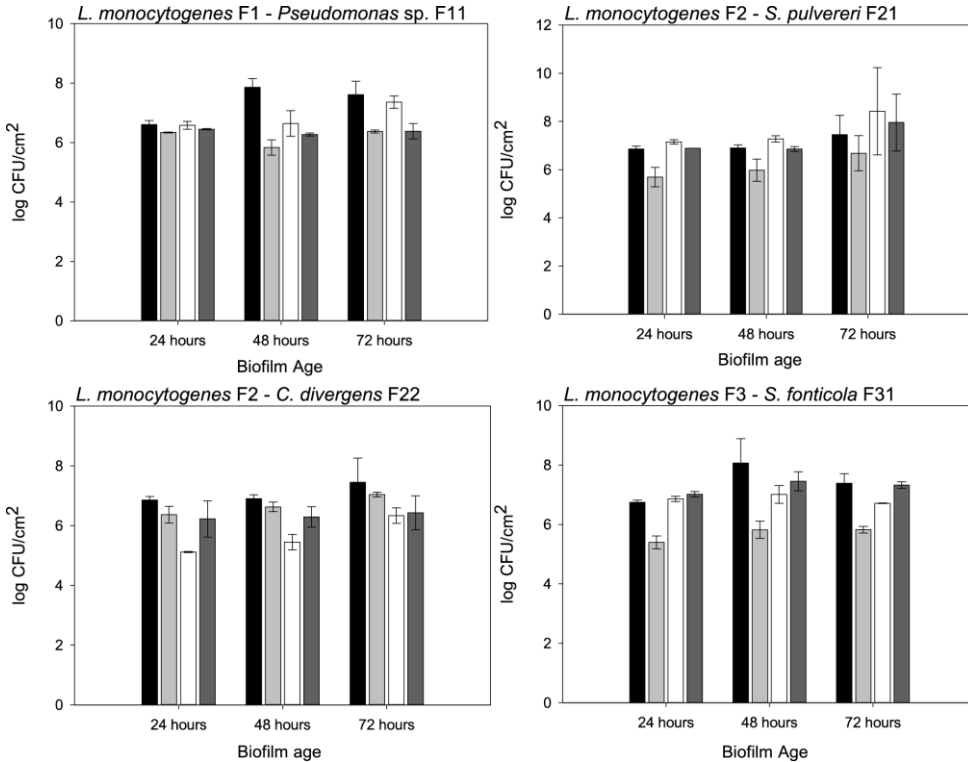 L. monocytogenes F1 - Pseudomonas sp. F11
10
8
6
4
2
0
log CFU/cm2
24 hours 48 hours 72 hours
Biofilm Age
L. monocytogenes F2 - S. pulvereri F21
12
10
8
6
4
2
0
log CFU/cm2
24 hours 48 hours 72 hours
Biofilm age
L. monocytogenes F2 - C. divergens F22
10
8
6
4
2
0
log CFU/cm2
24 hours 48 hours 72 hours
Biofilm age
L. monocytogenes F3 - S. fonticola F31
10
8
6
4
2
0
log CFU/cm2
24 hours 48 hours 72 hours
Biofilm Age